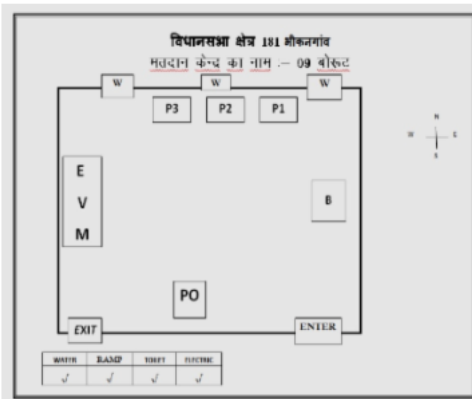 विधानसभा क्षेत्र 181 भीकनगांव
मतदान केन्द्र का नाम :– 09 बोरूट
W W W
P3 P2 P1
N
W E
S
E
V
M
B
PO
EXIT
ENTER
WATER RAMP TOILET ELECTRIC
√ √ √ √